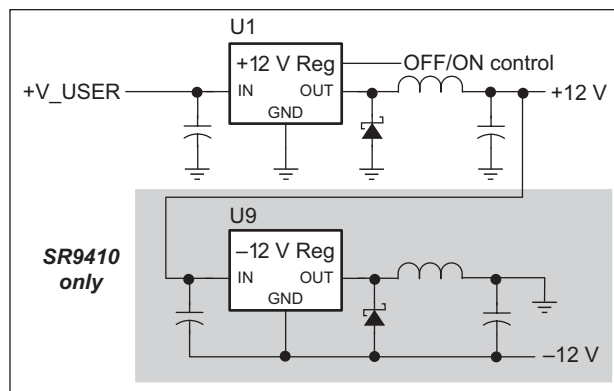 U1
+12 V Reg
OFF/ON control
+V_USER
IN
OUT
+12 V
GND
U9
SR9410
only
–12 V Reg
IN
OUT
GND
–12 V